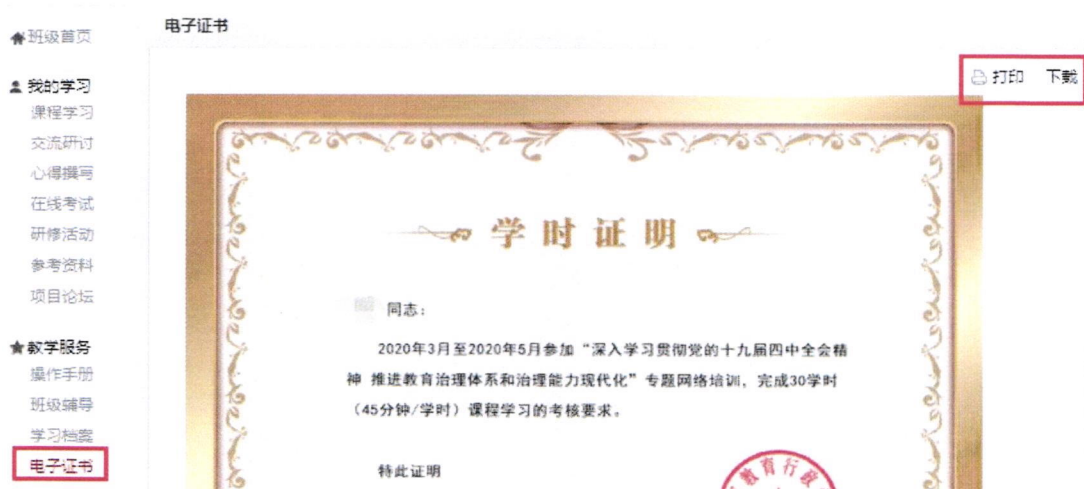 班级首页
我的学习
课程学习
交流研讨
心得撰写
在线考试
研修活动
参考资料
项目论坛
教学服务
操作手册
班级辅导
学习档案
电子证书
电子证书
打印 下载
学时证明
同志：
2020年3月至2020年5月参加“深入学习贯彻党的十九届四中全会精
神 推进教育治理体系和治理能力现代化”专题网络培训，完成30学时
（45分钟/学时）课程学习的考核要求。
特此证明
教育行政